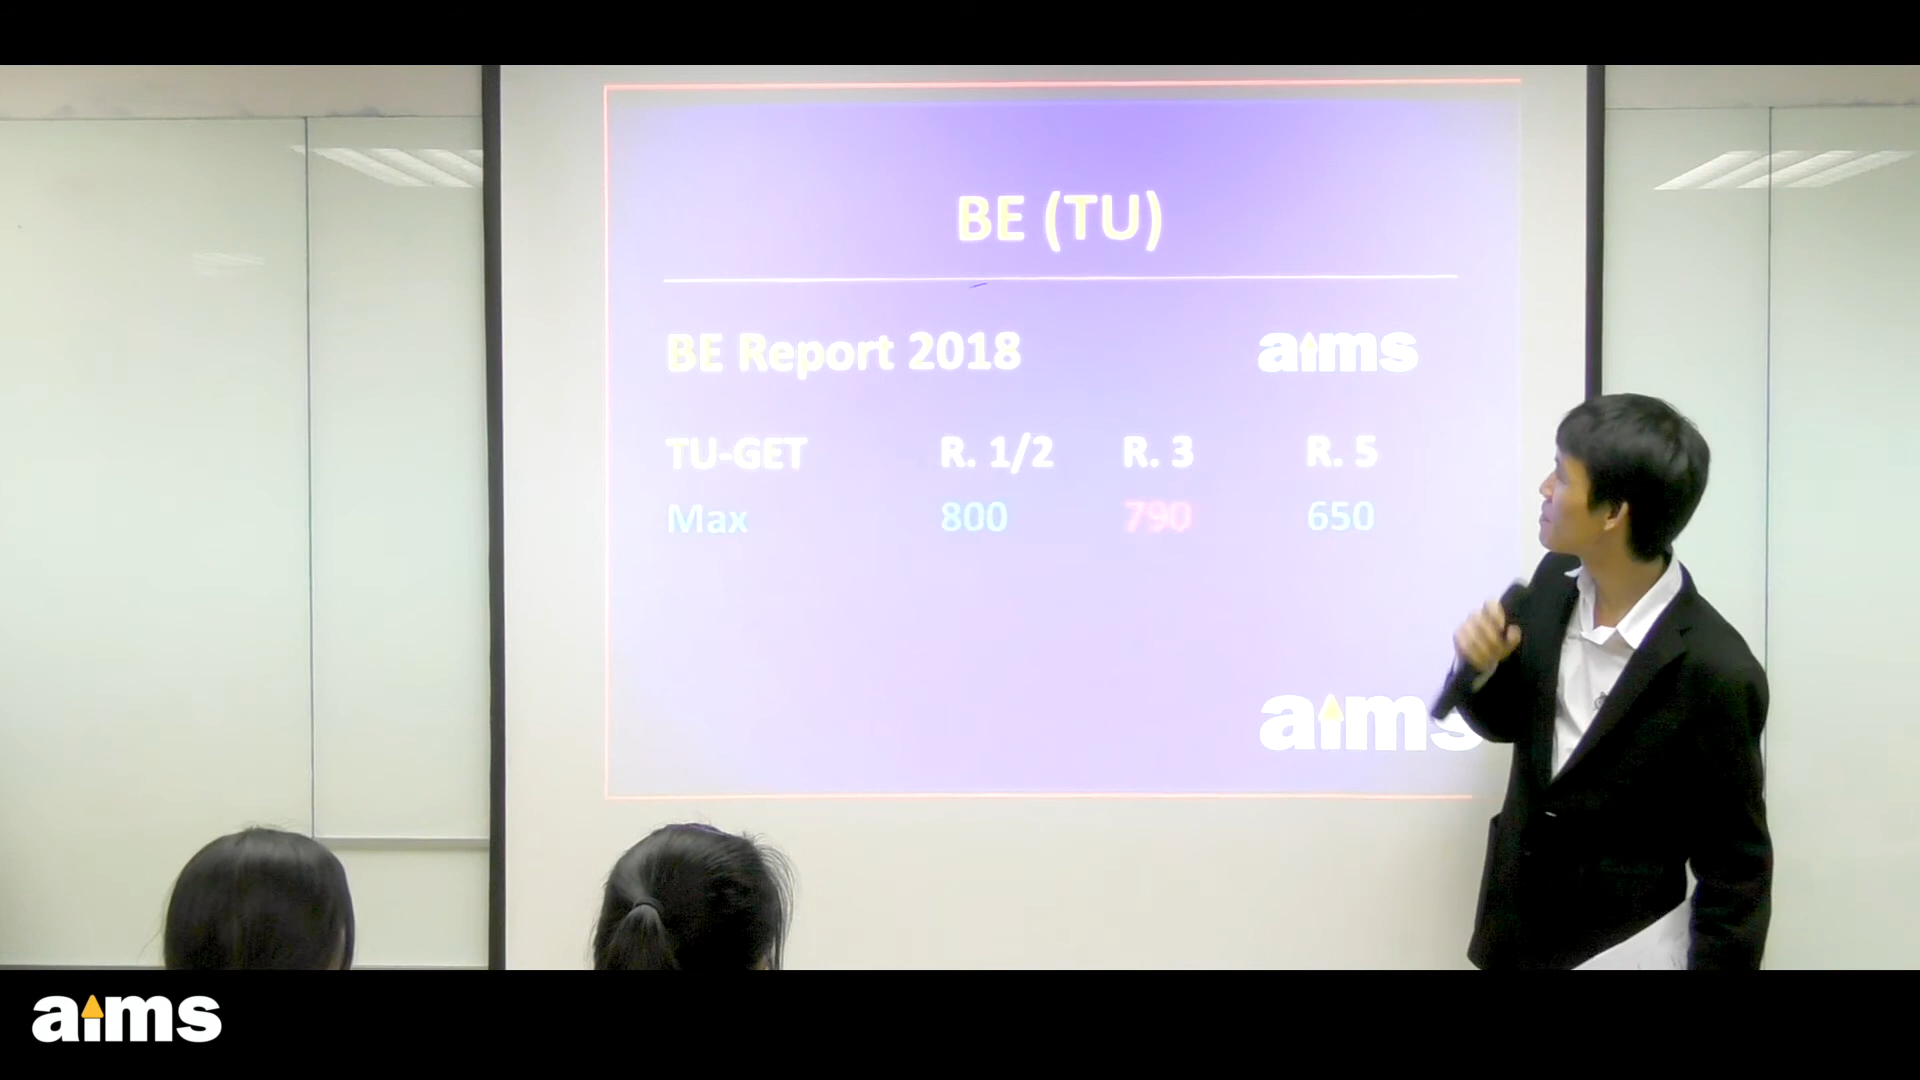 BE (TU)
BE Report 2018 aims
TU-GET R. 1/2 R. 3 R. 5
Max 800 790 650
aims
aims